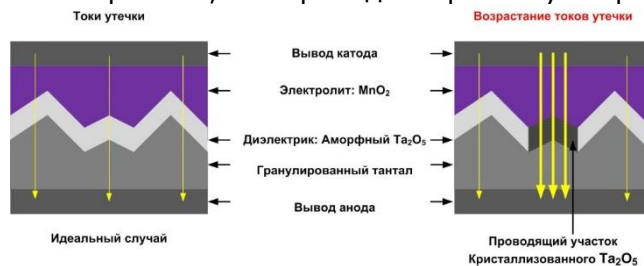 Токи утечки
Возрастание токов утечки
Вывод катода
Электролит: MnO₂
Диэлектрик: Аморфный Ta₂O₅
Гранулированный тантал
Вывод анода
Идеальный случай
Проводящий участок
Кристаллизованного Ta₂O₅